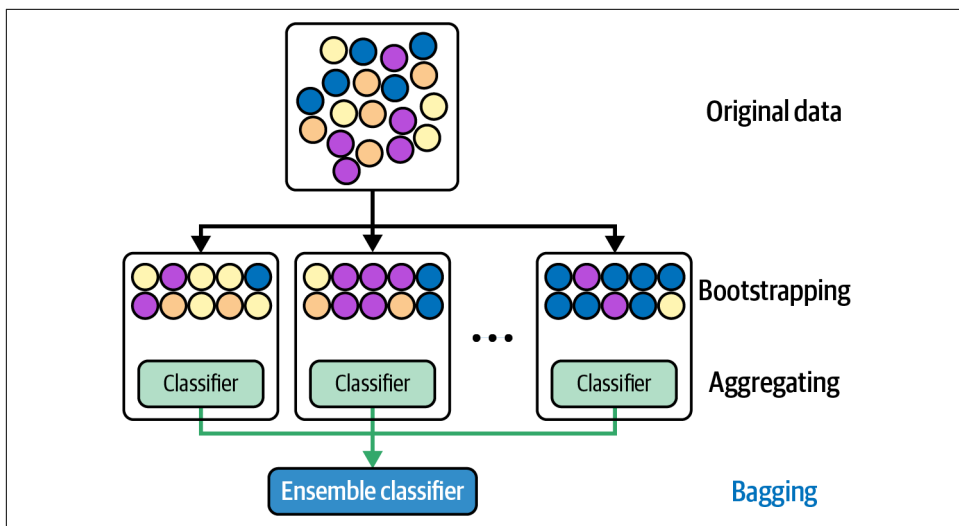 Original data
Bootstrapping
Classifier
Classifier
Classifier
Aggregating
Ensemble classifier
Bagging